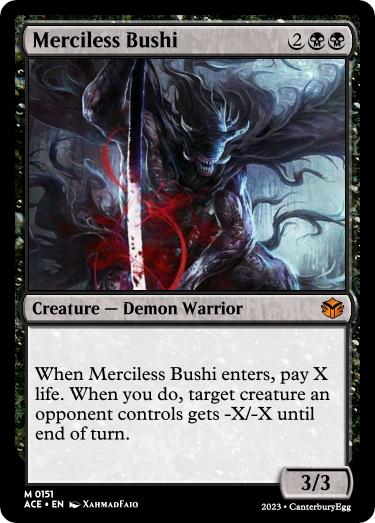 Merciless Bushi 2
Creature — Demon Warrior
When Merciless Bushi enters, pay X
life. When you do, target creature an
opponent controls gets -X/-X until
end of turn.
3/3
M 0151
ACE • EN XahmadFaio
2023 • CanterburyEgg